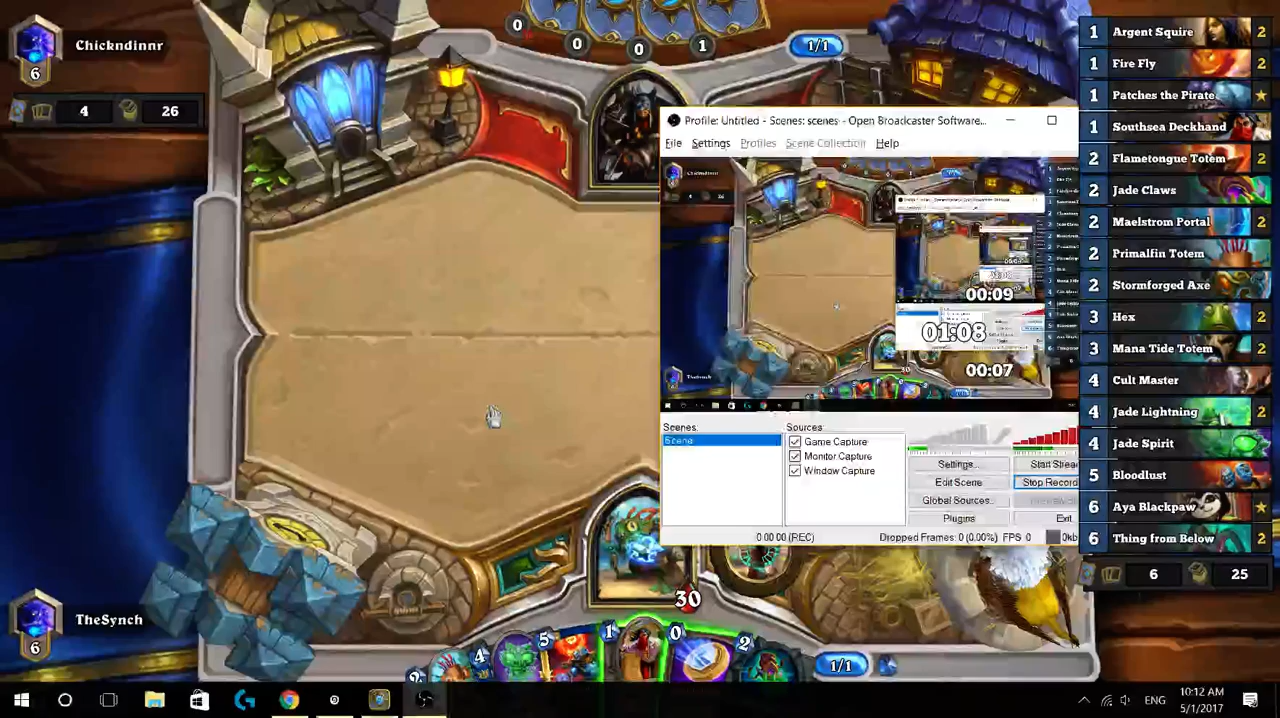 Chickndinnr
6
4
26
0
0
0
1
1/1
Profile: Untitled - Scenes: scenes - Open Broadcaster Software...
File
Settings
Profiles
Scene Collection
Help
00:09
01:08
00:07
Scenes:
Scene
Sources:
Game Capture
Monitor Capture
Window Capture
Settings...
Start Strea
Edit Scene
Stop Record
Global Sources...
Plugins
Exit
0:00:00 (REC)
Dropped Frames: 0 (0.00%)
FPS 0
0kb
1 Argent Squire 2
1 Fire Fly 2
1 Patches the Pirate
1 Southsea Deckhand
2 Flametongue Totem 2
2 Jade Claws 2
2 Maelstrom Portal 2
2 Primalfin Totem 2
2 Stormforged Axe 2
3 Hex 2
3 Mana Tide Totem 2
4 Cult Master
4 Jade Lightning 2
4 Jade Spirit
5 Bloodlust
6 Aya Blackpaw
6 Thing from Below 2
6
25
TheSynch
6
30
4
5
1
0
2
1/1
ENG
10:12 AM
5/1/2017